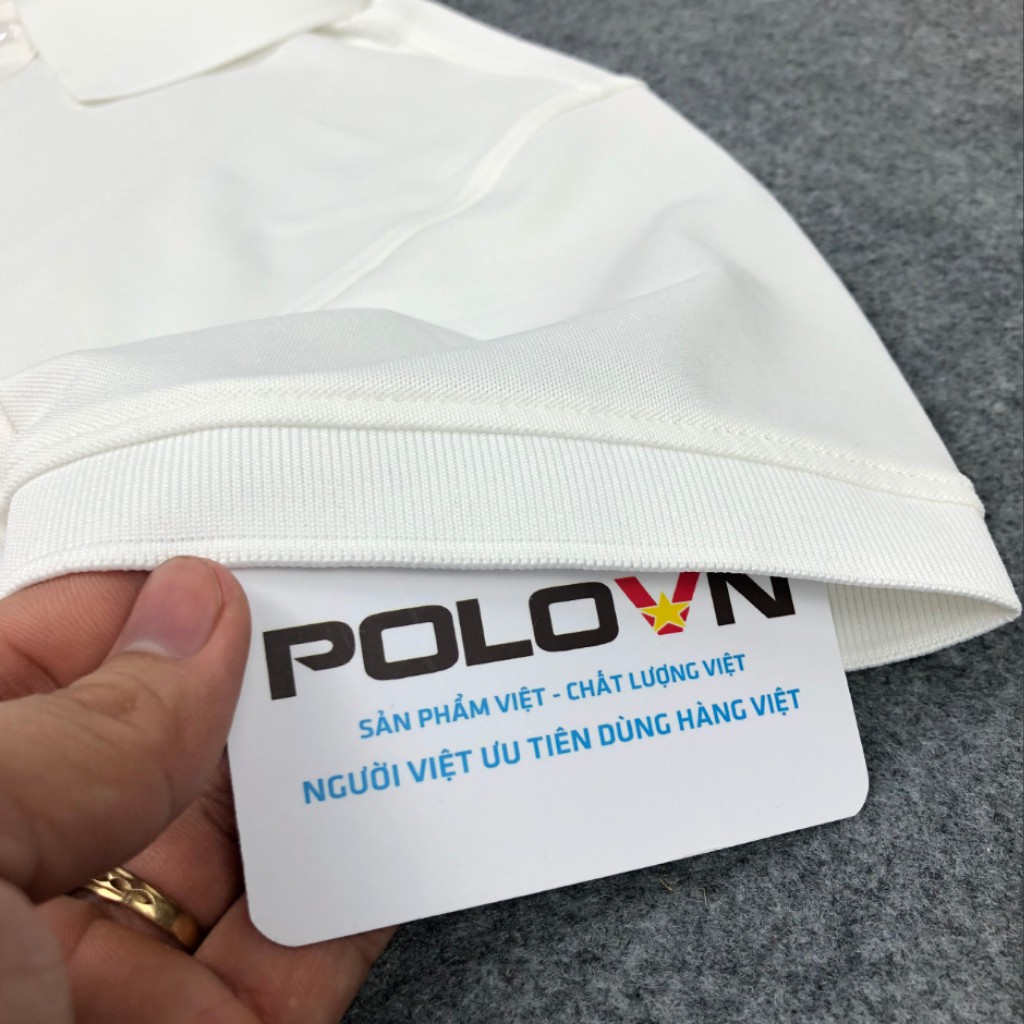 POLOVN
SẢN PHẨM VIỆT - CHẤT LƯỢNG VIỆT
NGƯỜI VIỆT ƯU TIÊN DÙNG HÀNG VIỆT